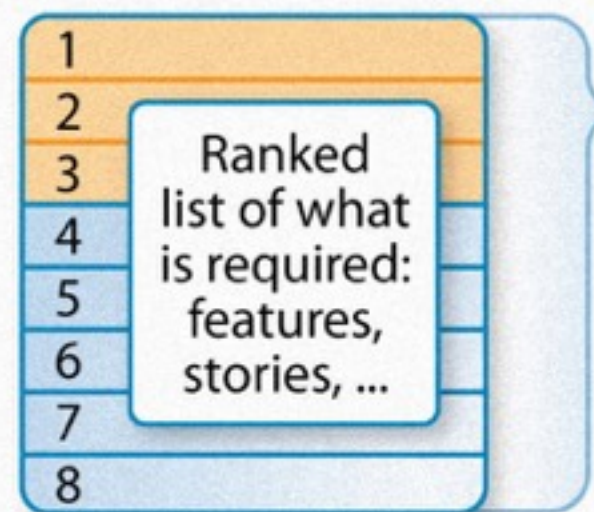 1
2
3
4
5
6
7
8
Ranked
list of what
is required:
features,
stories, ...